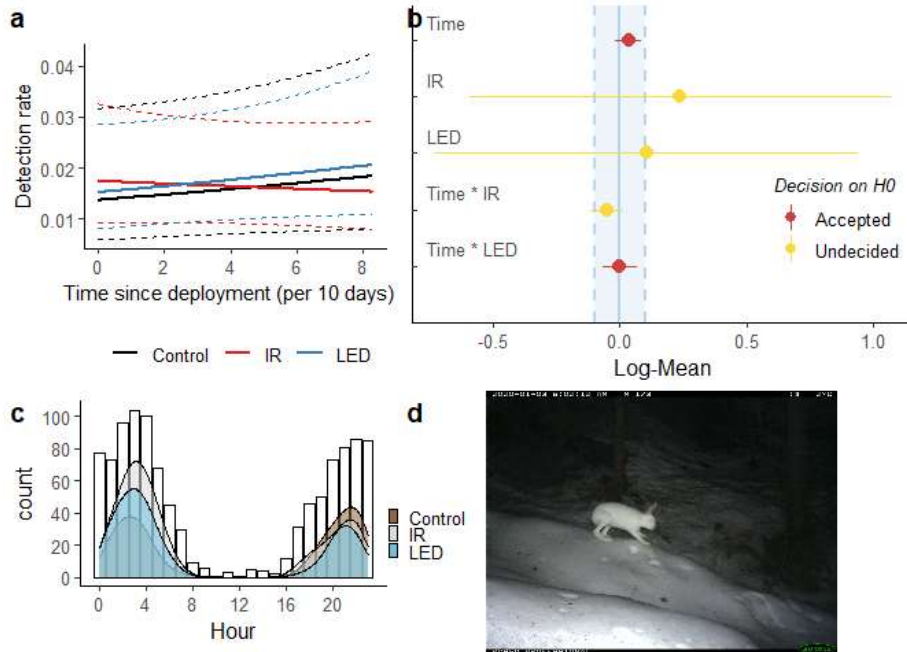 a
Detection rate
0.04
0.03
0.02
0.01
0 2 4 6 8
Time since deployment (per 10 days)
Control IR LED
b
Time
IR
LED
Time * IR
Time * LED
Decision on H0
Accepted
Undecided
-0.5 0.0 0.5 1.0
Log-Mean
c
count
100
80
60
40
20
0
0 4 8 12 16 20
Hour
Control
IR
LED
d